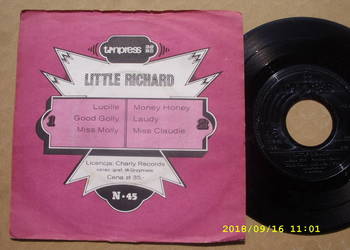 tonpress
LITTLE RICHARD
1
Lucille
Good Golly
Miss Molly
Money Honey
Laudy
Miss Claudie
2
Licencja: Charly Records
Cena zł 35,-
N-45
2018/09/16 11:01